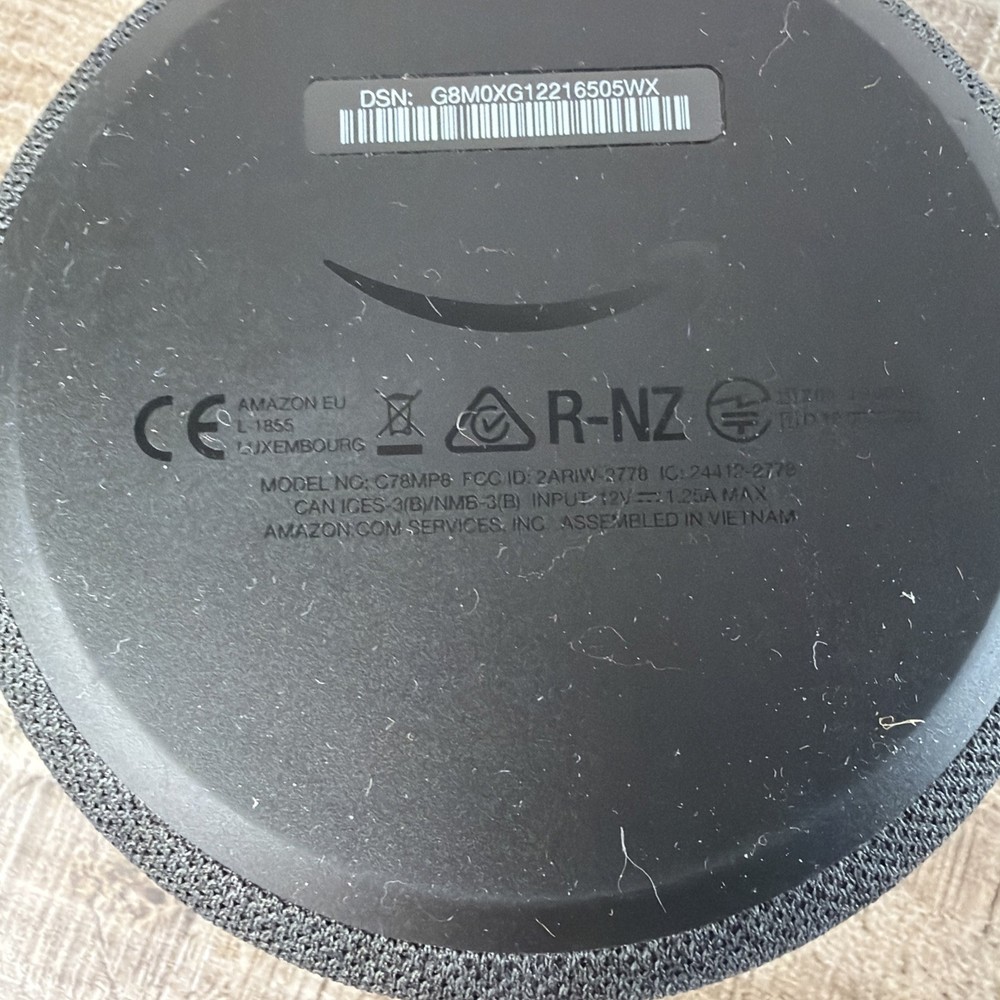 DSN: G8M0XG12216505WX
CE AMAZON EU
L-1855
LUXEMBOURG
R-NZ
MODEL NO: C78MP8 FCC ID: 2ARIW-2778 IC: 24412-2778
CAN ICES-3(B)/NMB-3(B) INPUT: 12V 1.25A MAX
AMAZON.COM SERVICES, INC. ASSEMBLED IN VIETNAM